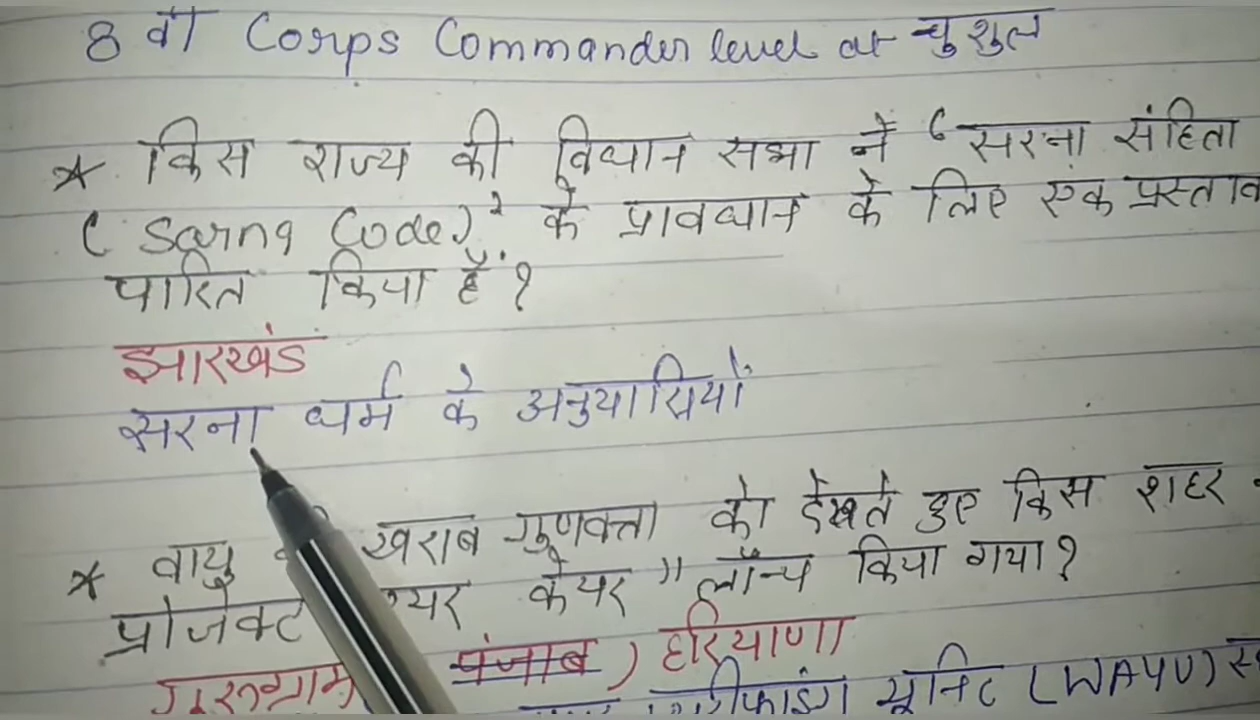 8 वी Corps Commander level at चुशुल
* किस राज्य की विधान सभा ने "सरना संहिता
(Sarna Code)" के प्रावधान के लिए एक प्रस्ताव
पारित किया हैं?
झारखंड
सरना धर्म के अनुयायियों
* वायु खराब गुणवत्ता को देखते हुए किस शहर
प्रोजेक्ट केयर" लॉन्च किया गया?
गुरुग्राम पंजाब) हरियाणा
यूनिट (WAYU)